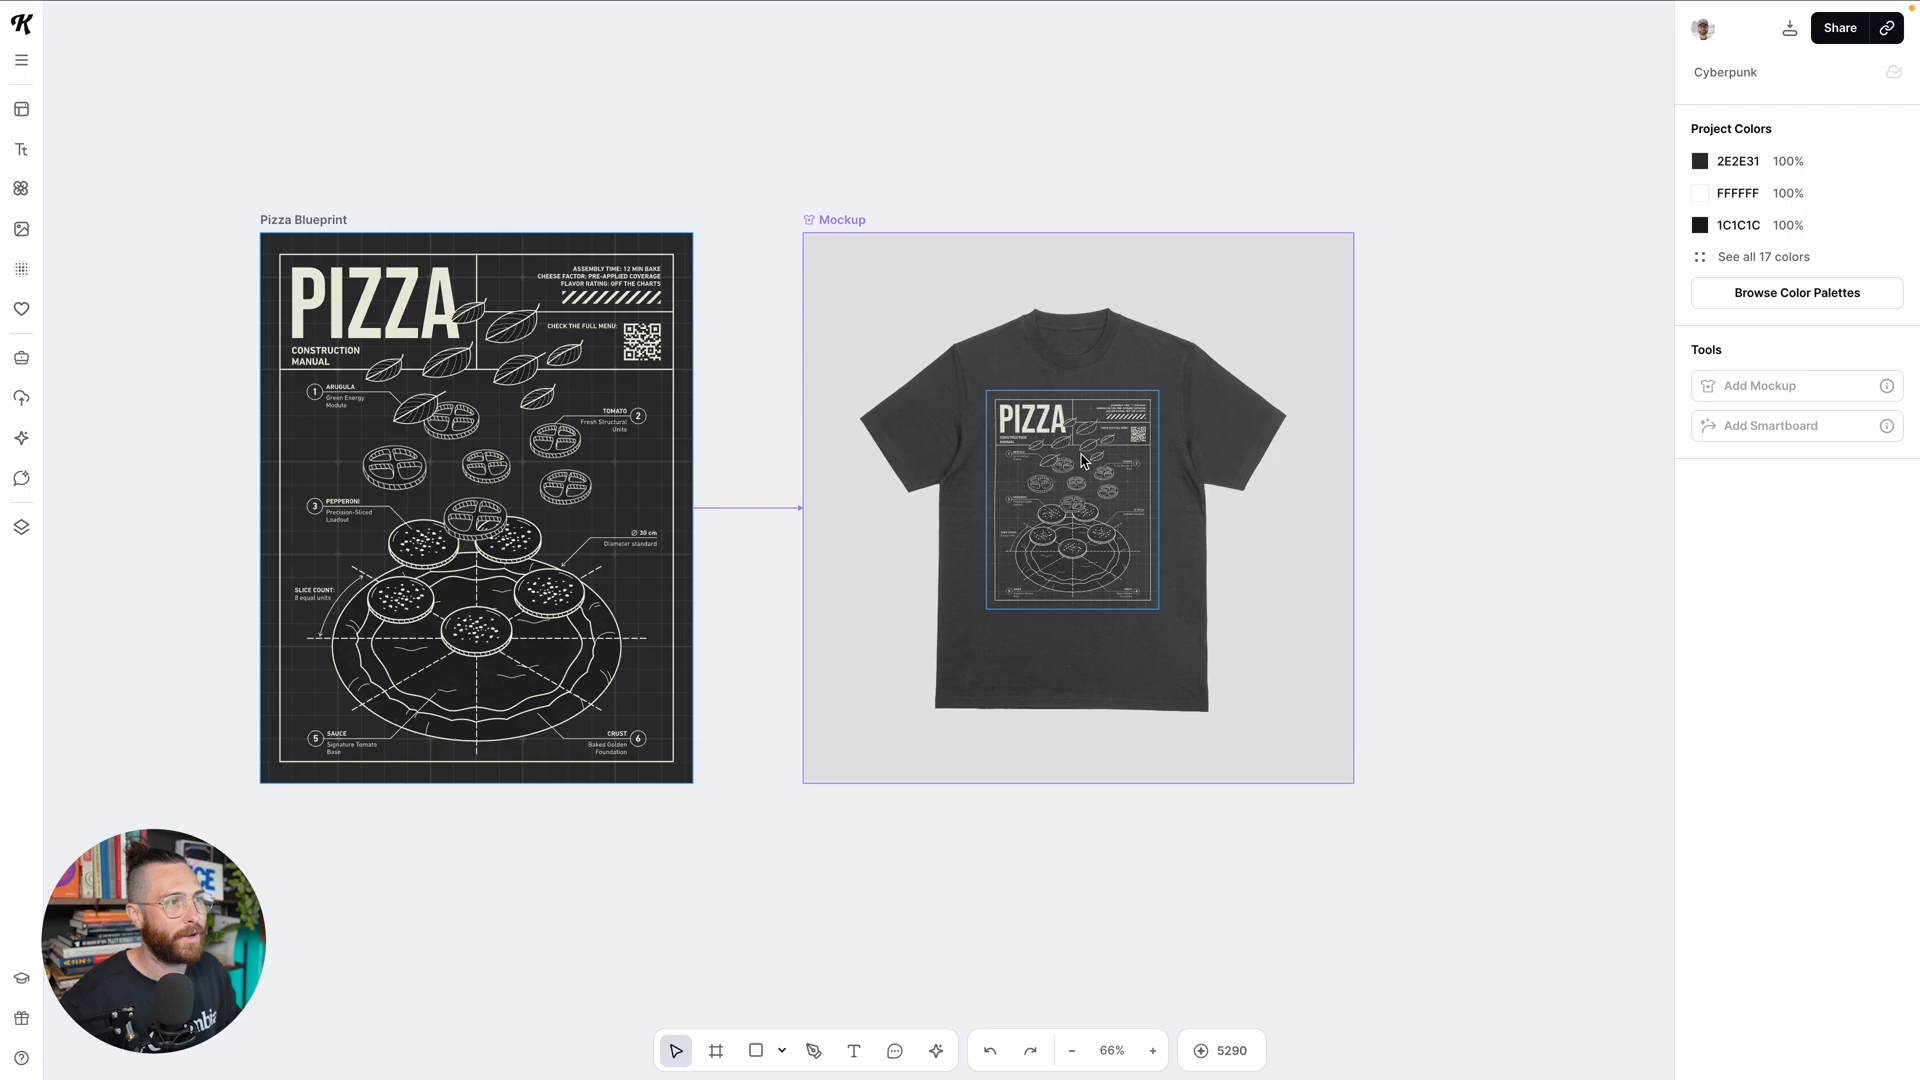 K
Share
Cyberpunk
Project Colors
2E2E31 100%
FFFFFF 100%
1C1C1C 100%
See all 17 colors
Browse Color Palettes
Tools
Add Mockup
Add Smartboard
Tt
Pizza Blueprint
PIZZA
CONSTRUCTION
MANUAL
ASSEMBLY TIME: 12 MIN BAKE
CHEESE FACTOR: PRE-APPLIED COVERAGE
FLAVOR RATING: OFF THE CHARTS
CHECK THE FULL MENU:
1 ARUGULA
Green Energy
Module
TOMATO 2
Fresh Structural
Units
3 PEPPERONI
Precision-Sliced
Loadout
Ø 30 cm
Diameter standard
SLICE COUNT:
8 equal units
5 SAUCE
Signature Tomato
Base
CRUST 6
Baked Golden
Foundation
Mockup
PIZZA
CONSTRUCTION
MANUAL
T
66%
5290